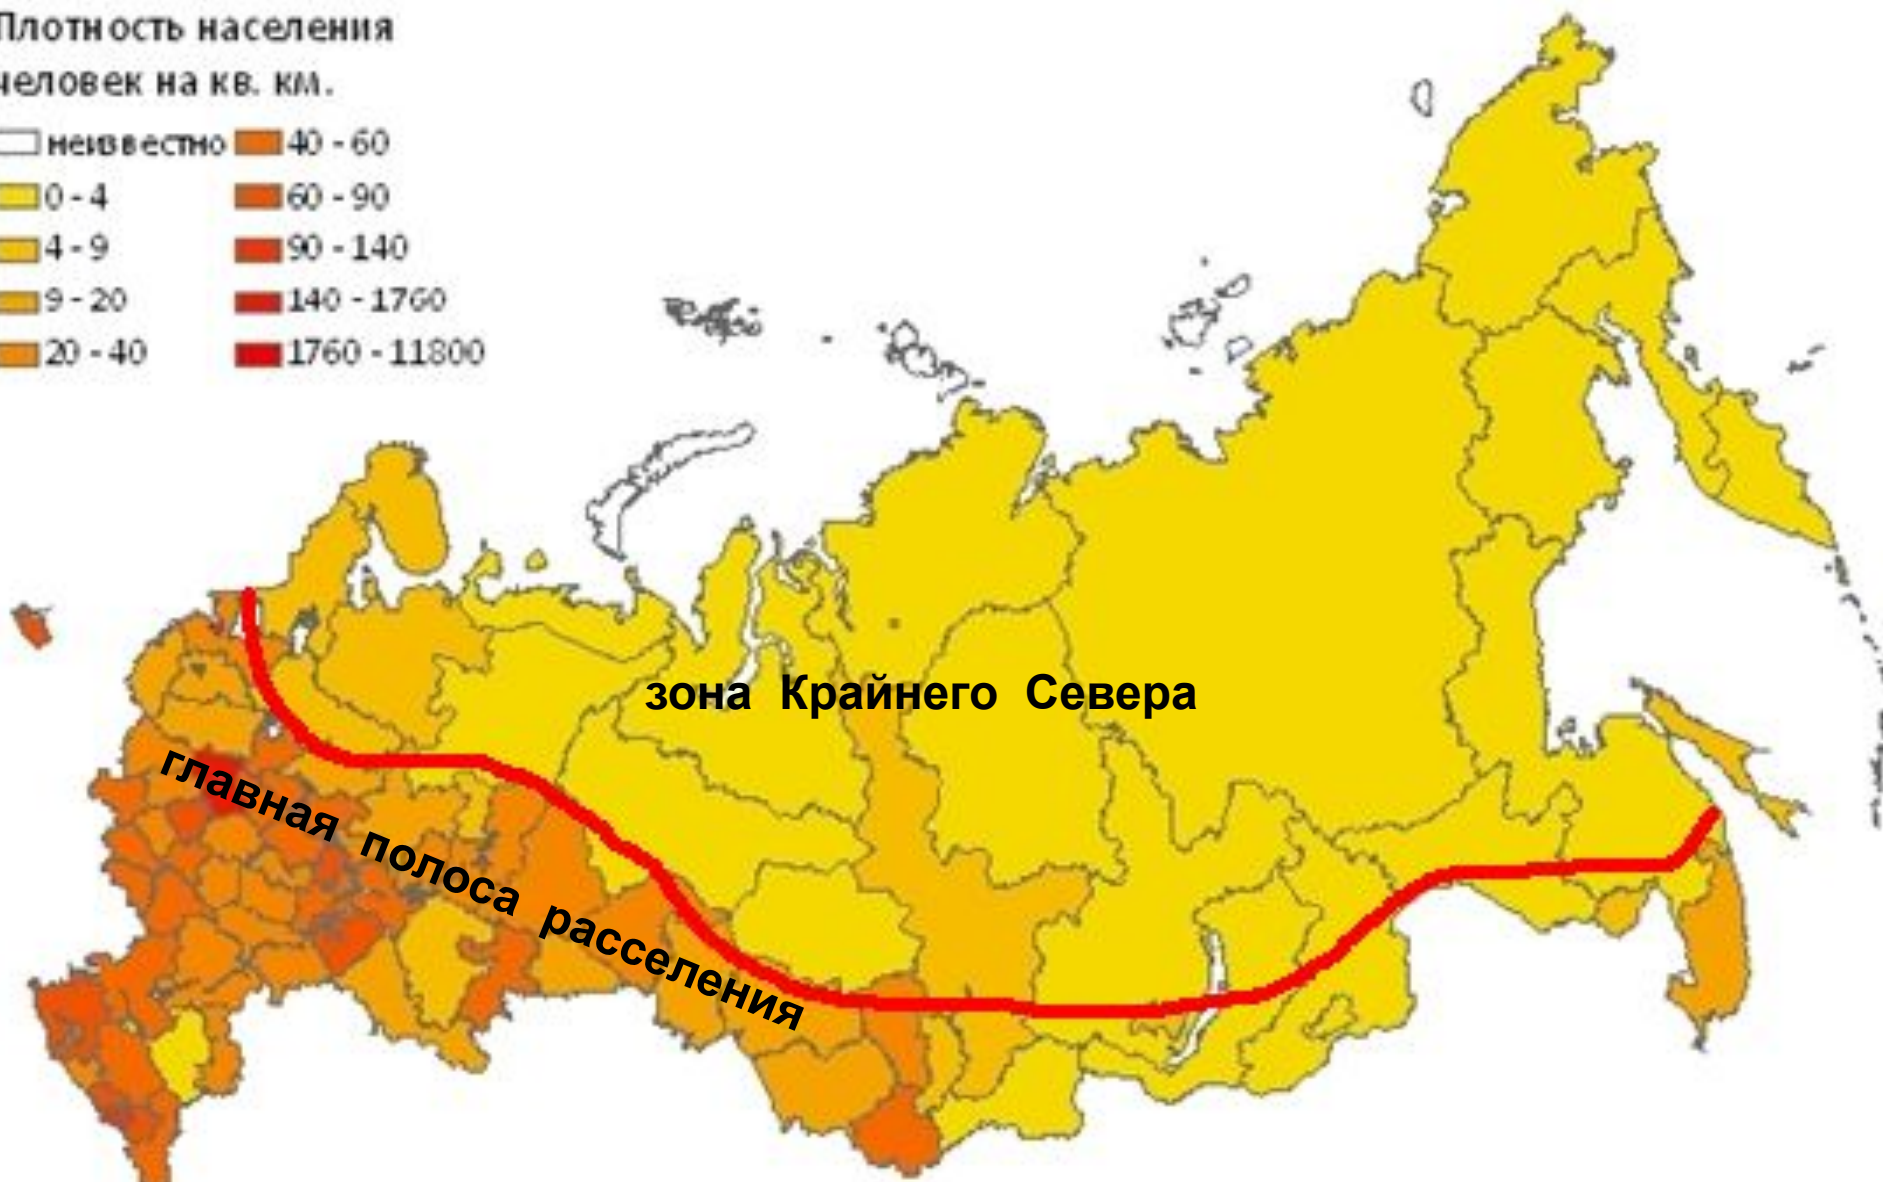 Плотность населения
человек на кв. км.
неизвестно
0 - 4
4 - 9
9 - 20
20 - 40
40 - 60
60 - 90
90 - 140
140 - 1760
1760 - 11800
зона Крайнего Севера
главная полоса расселения